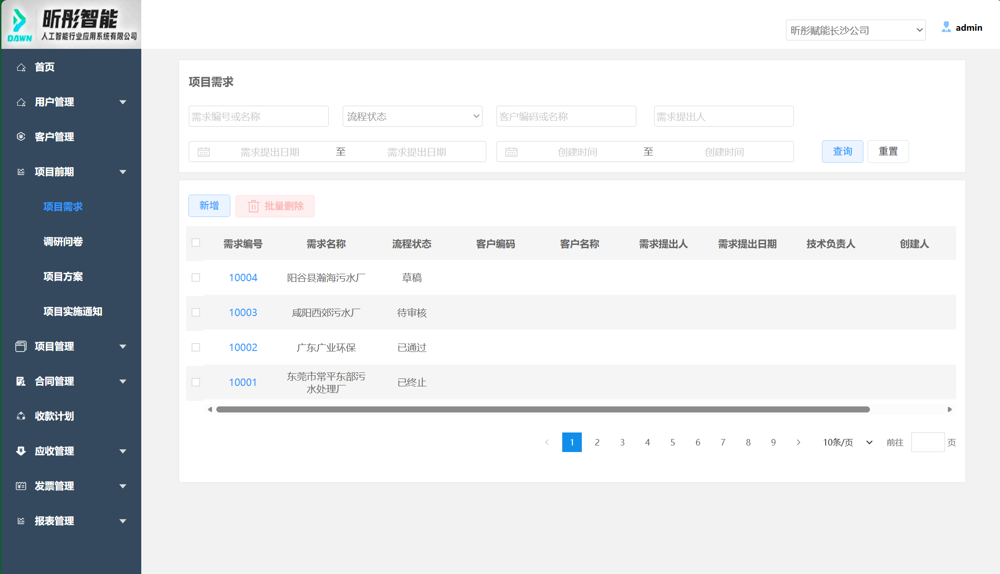 昕彤智能
DAWN 人工智能行业应用系统有限公司
昕彤赋能长沙公司
admin
首页
用户管理
客户管理
项目前期
项目需求
调研问卷
项目方案
项目实施通知
项目管理
合同管理
收款计划
应收管理
发票管理
报表管理
项目需求
需求编号或名称 流程状态 客户编码或名称 需求提出人
需求提出日期 至 需求提出日期 创建时间 至 创建时间 查询 重置
新增 批量删除
需求编号 需求名称 流程状态 客户编码 客户名称 需求提出人 需求提出日期 技术负责人 创建人
10004 阳谷县瀚海污水厂 草稿
10003 咸阳西郊污水厂 待审核
10002 广东广业环保 已通过
10001 东莞市常平东部污水处理厂 已终止
1 2 3 4 5 6 7 8 9 10条/页 前往 页